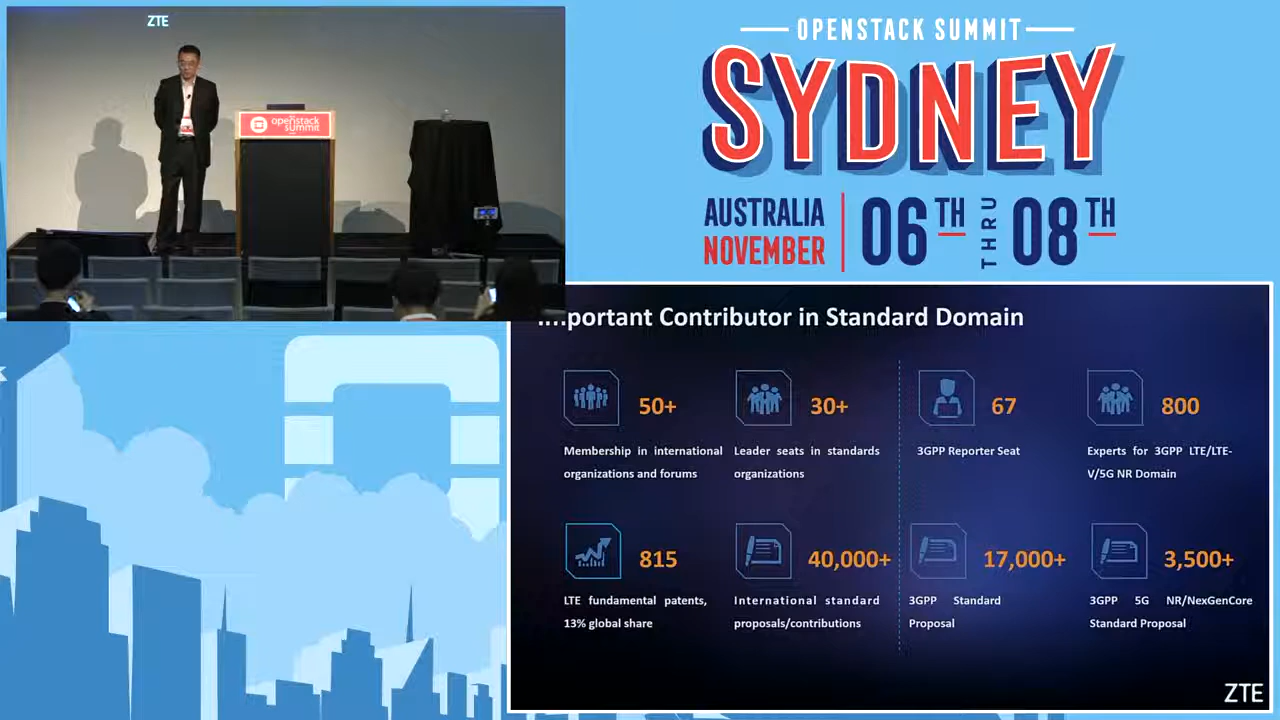 ZTE
openstack
summit
OPENSTACK SUMMIT
SYDNEY
AUSTRALIA
NOVEMBER
06TH THRU 08TH
Important Contributor in Standard Domain
50+
Membership in international
organizations and forums
30+
Leader seats in standards
organizations
67
3GPP Reporter Seat
800
Experts for 3GPP LTE/LTE-
V/5G NR Domain
815
LTE fundamental patents,
13% global share
40,000+
International standard
proposals/contributions
17,000+
3GPP Standard
Proposal
3,500+
3GPP 5G NR/NexGenCore
Standard Proposal
ZTE